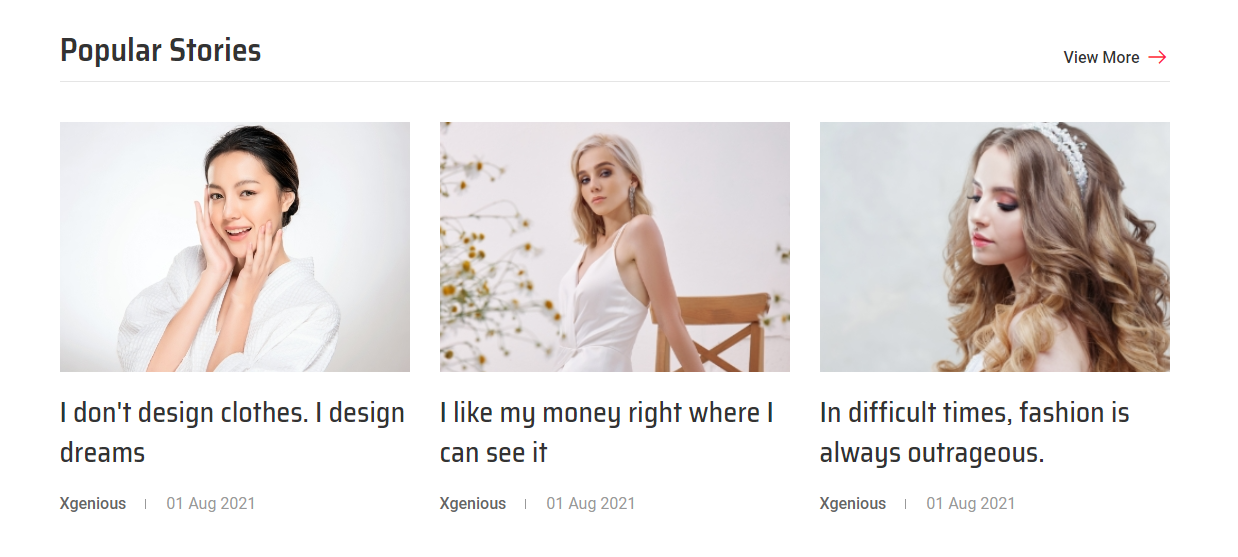 Popular Stories
View More
I don't design clothes. I design
dreams
Xgenious
01 Aug 2021
I like my money right where I
can see it
Xgenious
01 Aug 2021
In difficult times, fashion is
always outrageous.
Xgenious
01 Aug 2021